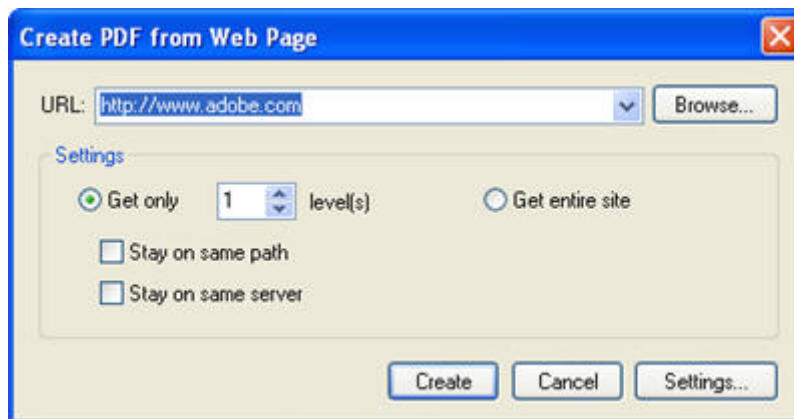 Create PDF from Web Page
URL: http://www.adobe.com Browse...
Settings
Get only 1 level(s) Get entire site
Stay on same path
Stay on same server
Create Cancel Settings...